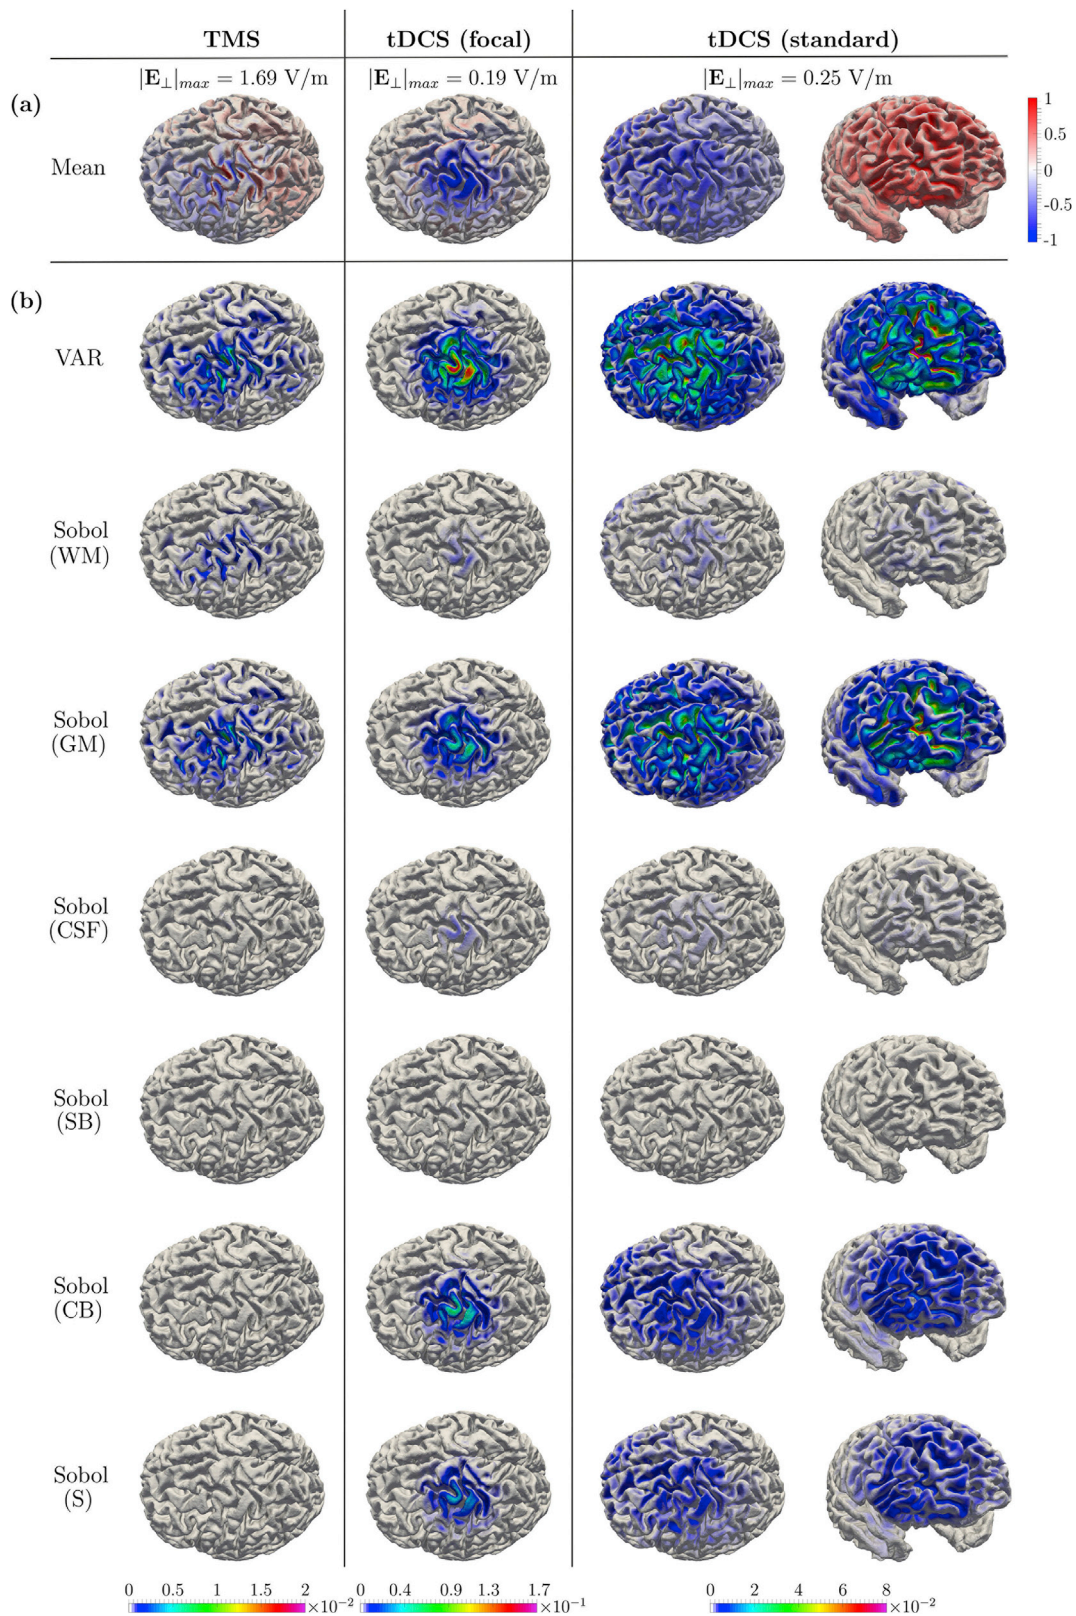 TMS tDCS (focal) tDCS (standard)
|E⊥|max = 1.69 V/m |E⊥|max = 0.19 V/m |E⊥|max = 0.25 V/m
(a)
Mean
1
0.5
0
-0.5
-1
(b)
VAR
Sobol
(WM)
Sobol
(GM)
Sobol
(CSF)
Sobol
(SB)
Sobol
(CB)
Sobol
(S)
0 0.5 1 1.5 2 ×10⁻² 0 0.4 0.9 1.3 1.7 ×10⁻¹ 0 2 4 6 8 ×10⁻²